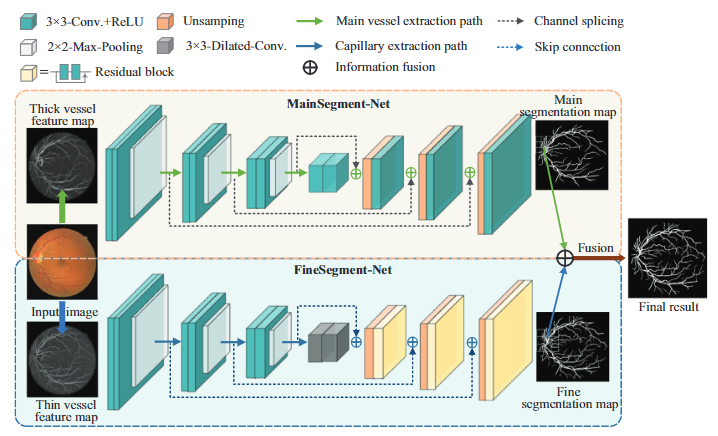 3×3-Conv.+ReLU
Unsampling
Main vessel extraction path
Channel splicing
2×2-Max-Pooling
3×3-Dilated-Conv.
Capillary extraction path
Skip connection
=
Residual block
Information fusion
MainSegment-Net
Thick vessel
feature map
Main
segmentation map
Input image
FineSegment-Net
Fusion
Final result
Thin vessel
feature map
Fine
segmentation map